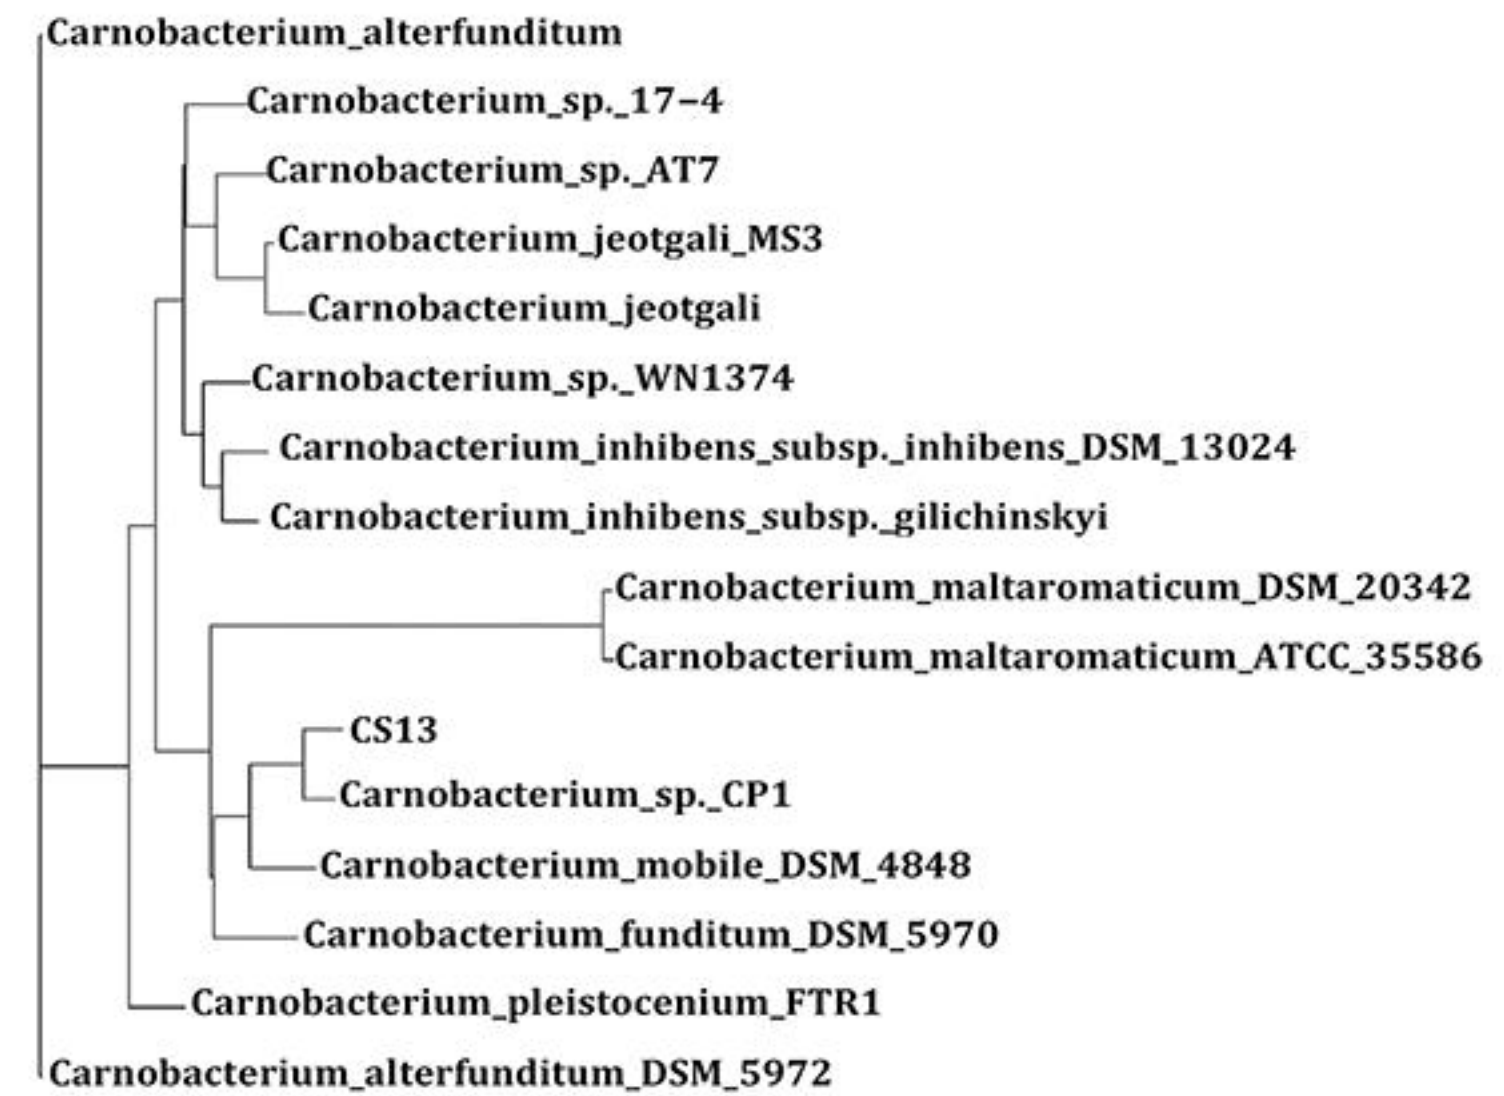 Carnobacterium_alterfunditum
Carnobacterium_sp._17−4
Carnobacterium_sp._AT7
Carnobacterium_jeotgali_MS3
Carnobacterium_jeotgali
Carnobacterium_sp._WN1374
Carnobacterium_inhibens_subsp._inhibens_DSM_13024
Carnobacterium_inhibens_subsp._gilichinskyi
Carnobacterium_maltaromaticum_DSM_20342
Carnobacterium_maltaromaticum_ATCC_35586
CS13
Carnobacterium_sp._CP1
Carnobacterium_mobile_DSM_4848
Carnobacterium_funditum_DSM_5970
Carnobacterium_pleistocenium_FTR1
Carnobacterium_alterfunditum_DSM_5972